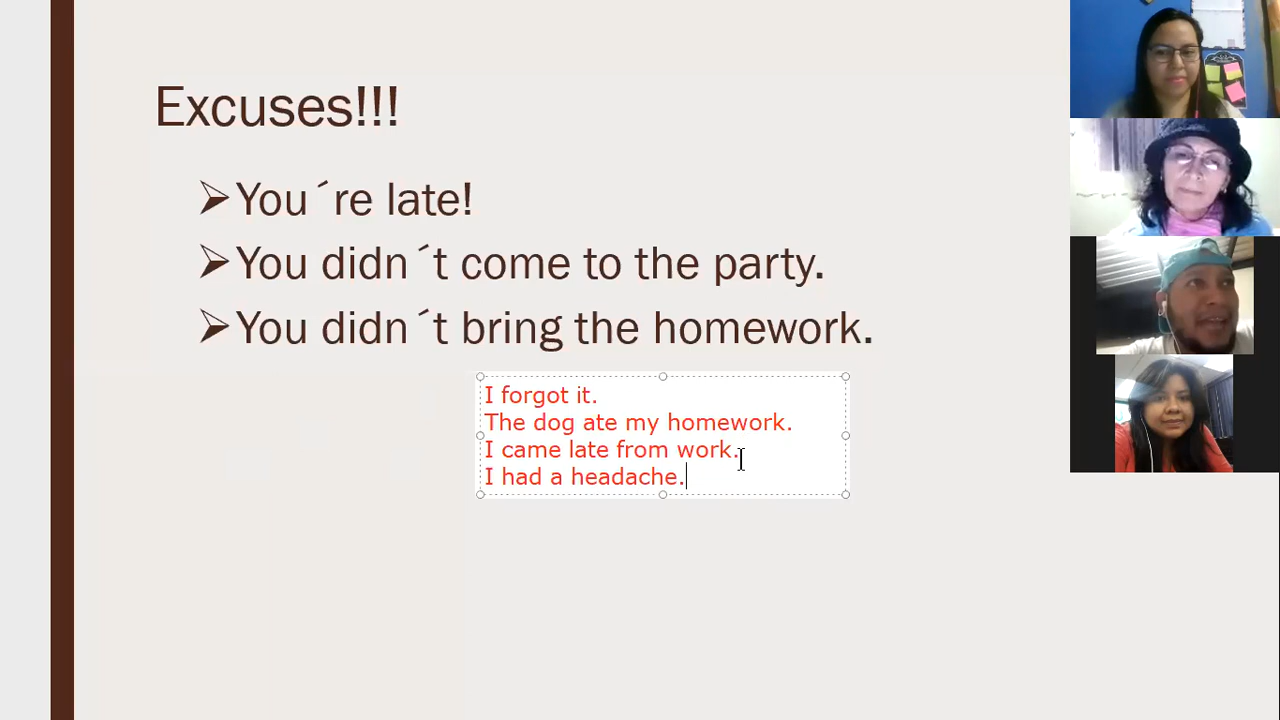 Excuses!!!
You´re late!
You didn´t come to the party.
You didn´t bring the homework.
I forgot it.
The dog ate my homework.
I came late from work.
I had a headache.